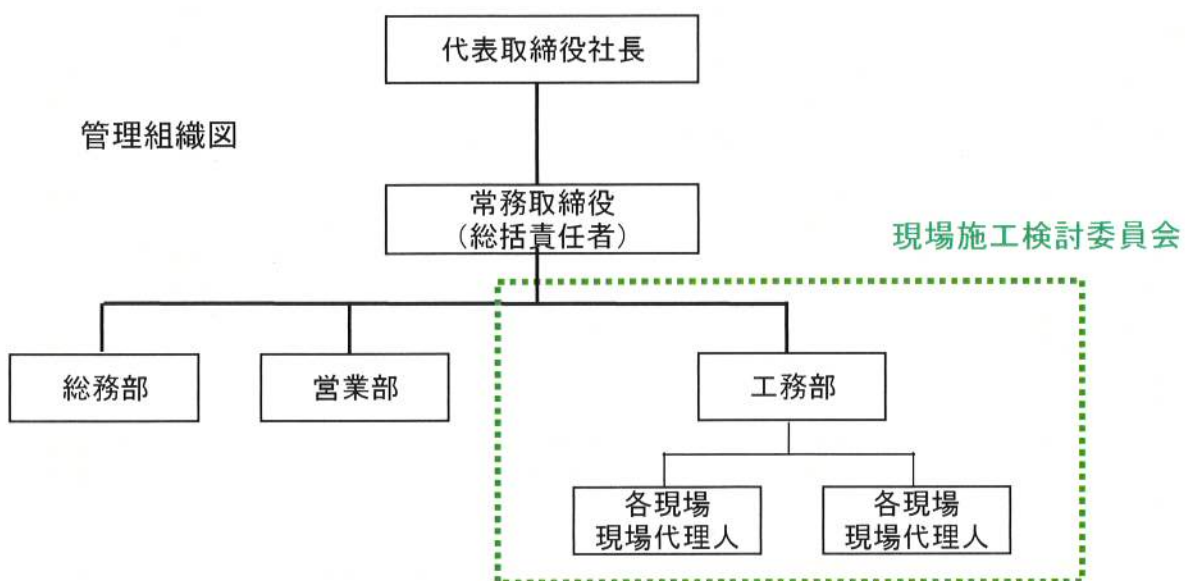 代表取締役社長
管理組織図
常務取締役
（総括責任者）
現場施工検討委員会
総務部
営業部
工務部
各現場
現場代理人
各現場
現場代理人